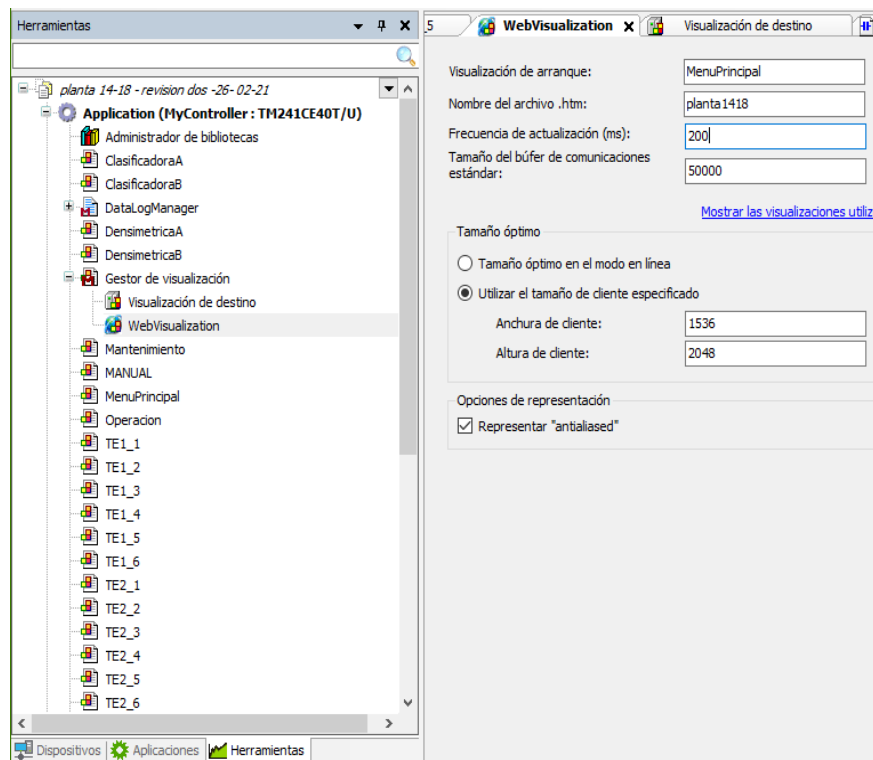 Herramientas
planta 14-18 - revision dos -26- 02-21
Application (MyController : TM241CE40T/U)
Administrador de bibliotecas
ClasificadoraA
ClasificadoraB
DataLogManager
DensimetricaA
DensimetricaB
Gestor de visualización
Visualización de destino
WebVisualization
Mantenimiento
MANUAL
MenuPrincipal
Operacion
TE1_1
TE1_2
TE1_3
TE1_4
TE1_5
TE1_6
TE2_1
TE2_2
TE2_3
TE2_4
TE2_5
TE2_6
Dispositivos Aplicaciones Herramientas
_5 WebVisualization Visualización de destino
Visualización de arranque: MenuPrincipal
Nombre del archivo .htm: planta1418
Frecuencia de actualización (ms): 200
Tamaño del búfer de comunicaciones
estándar: 50000
Mostrar las visualizaciones utiliz
Tamaño óptimo
Tamaño óptimo en el modo en línea
Utilizar el tamaño de cliente especificado
Anchura de cliente: 1536
Altura de cliente: 2048
Opciones de representación
Representar "antialiased"